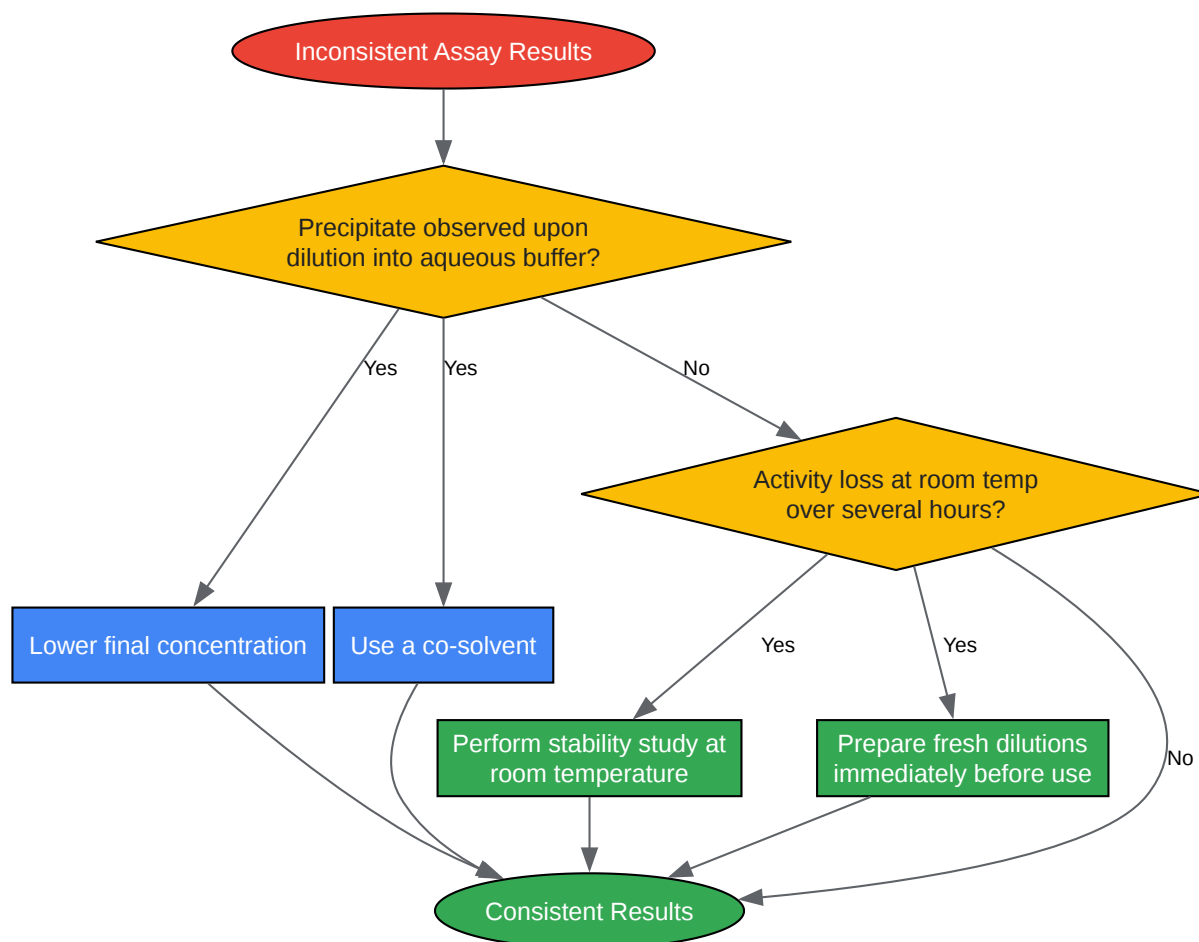 Inconsistent Assay Results
Precipitate observed upon
dilution into aqueous buffer?
Yes
Yes
No
Activity loss at room temp
over several hours?
Lower final concentration
Use a co-solvent
Yes
Yes
Perform stability study at
room temperature
Prepare fresh dilutions
immediately before use
No
Consistent Results